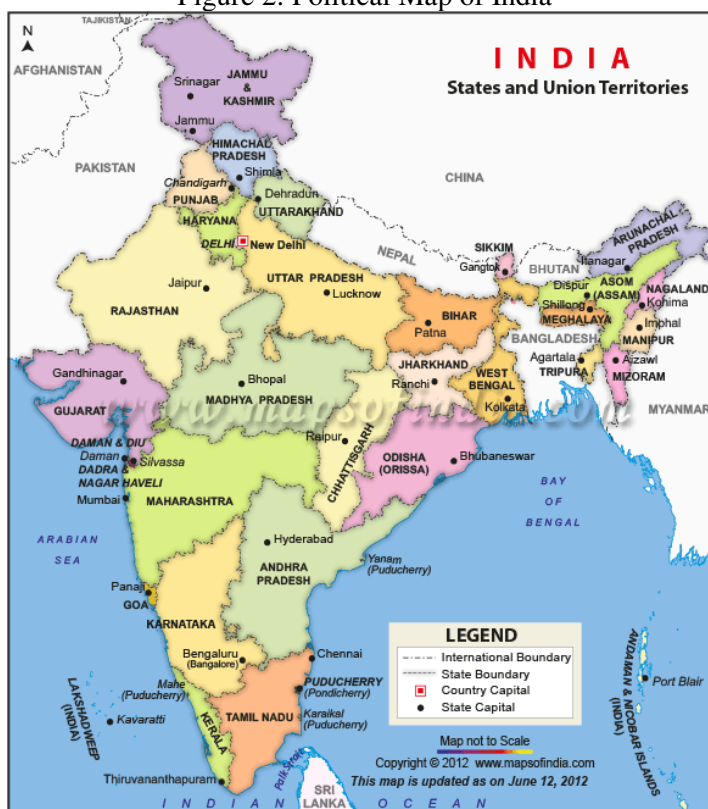 Figure 2: Political Map of India
N
INDIA
States and Union Territories
TAJIKISTAN
AFGHANISTAN
PAKISTAN
CHINA
NEPAL
BHUTAN
BANGLADESH
MYANMAR
JAMMU
&
KASHMIR
Srinagar
Jammu
HIMACHAL
PRADESH
Shimla
Chandigarh
PUNJAB
Dehradun
UTTARAKHAND
HARYANA
DELHI
New Delhi
RAJASTHAN
Jaipur
UTTAR PRADESH
Lucknow
SIKKIM
Gangtok
ARUNACHAL
PRADESH
Itanagar
ASOM
(ASSAM)
Dispur
NAGALAND
Kohima
Shillong
MEGHALAYA
Imphal
MANIPUR
Agartala
TRIPURA
Aizawl
MIZORAM
BIHAR
Patna
JHARKHAND
Ranchi
WEST
BENGAL
Kolkata
Gandhinagar
GUJARAT
Bhopal
MADHYA PRADESH
www.mapsofindia.com
Raipur
CHHATTISGARH
ODISHA
(ORISSA)
Bhubaneswar
DAMAN & DIU
Daman
Silvassa
DADRA &
NAGAR HAVELI
Mumbai
MAHARASHTRA
ARABIAN
SEA
BAY
OF
BENGAL
Hyderabad
ANDHRA
PRADESH
Yanam
(Puducherry)
Panaji
GOA
KARNATAKA
Bengaluru
(Bangalore)
Chennai
Mahe
(Puducherry)
PUDUCHERRY
(Pondicherry)
Karaikal
(Puducherry)
TAMIL NADU
KERALA
Thiruvananthapuram
LAKSHADWEEP
(INDIA)
Kavaratti
ANDAMAN & NICOBAR ISLANDS
(INDIA)
Port Blair
Palk Strait
SRI
LANKA
INDIAN OCEAN
LEGEND
International Boundary
State Boundary
Country Capital
State Capital
Map not to Scale
Copyright © 2012 www.mapsofindia.com
This map is updated as on June 12, 2012